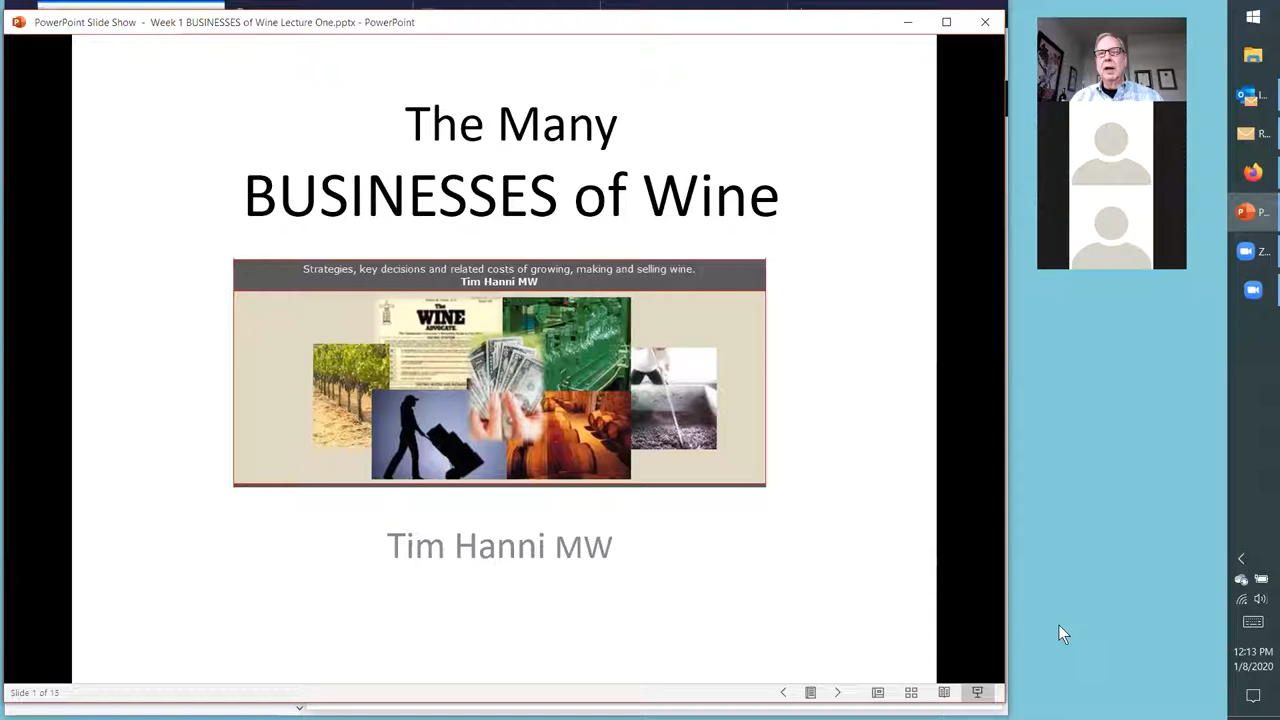 PowerPoint Slide Show - Week 1 BUSINESSES of Wine Lecture One.pptx - PowerPoint
The Many
BUSINESSES of Wine
Strategies, key decisions and related costs of growing, making and selling wine.
Tim Hanni MW
The
WINE
ADVOCATE.
Tim Hanni MW
Slide 1 of 15
R...
P...
Z...
12:13 PM
1/8/2020